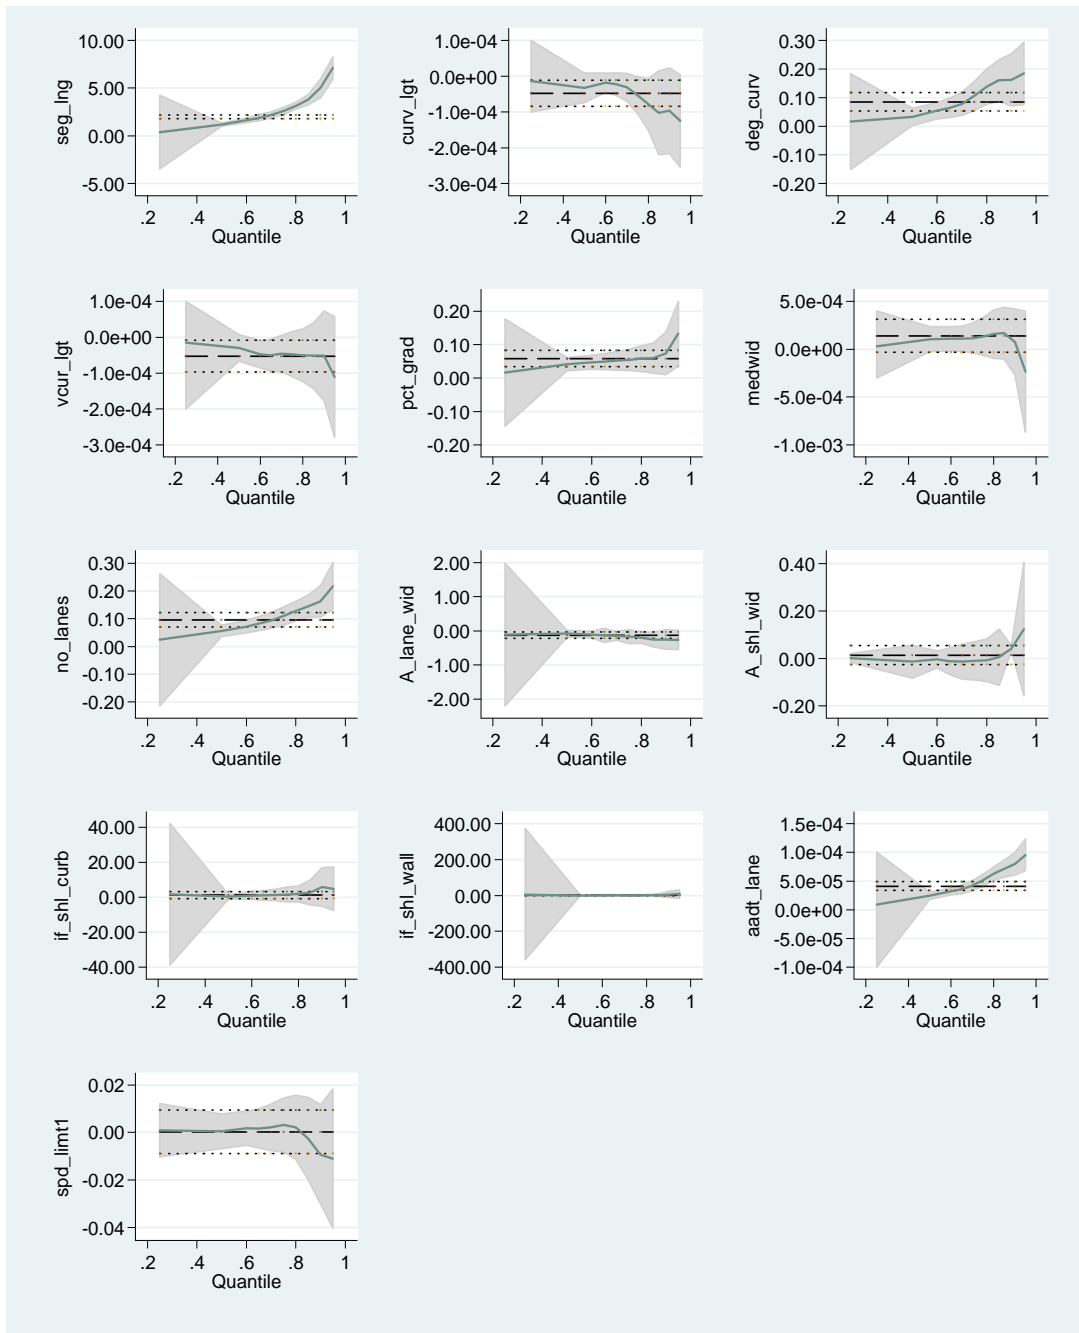 seg_lng
10.00
5.00
0.00
-5.00
.2 .4 .6 .8 1
Quantile
curv_lgt
1.0e-04
0.0e+00
-1.0e-04
-2.0e-04
-3.0e-04
.2 .4 .6 .8 1
Quantile
deg_curv
0.30
0.20
0.10
0.00
-0.10
-0.20
.2 .4 .6 .8 1
Quantile
vcur_lgt
1.0e-04
0.0e+00
-1.0e-04
-2.0e-04
-3.0e-04
.2 .4 .6 .8 1
Quantile
pct_grad
0.20
0.10
0.00
-0.10
-0.20
.2 .4 .6 .8 1
Quantile
medwid
5.0e-04
0.0e+00
-5.0e-04
-1.0e-03
.2 .4 .6 .8 1
Quantile
no_lanes
0.30
0.20
0.10
0.00
-0.10
-0.20
.2 .4 .6 .8 1
Quantile
A_lane_wid
2.00
1.00
0.00
-1.00
-2.00
.2 .4 .6 .8 1
Quantile
A_shl_wid
0.40
0.20
0.00
-0.20
.2 .4 .6 .8 1
Quantile
if_shl_curb
40.00
20.00
0.00
-20.00
-40.00
.2 .4 .6 .8 1
Quantile
if_shl_wall
400.00
200.00
0.00
-200.00
-400.00
.2 .4 .6 .8 1
Quantile
aadt_lane
1.5e-04
1.0e-04
5.0e-05
0.0e+00
-5.0e-05
-1.0e-04
.2 .4 .6 .8 1
Quantile
spd_limt1
0.02
0.00
-0.02
-0.04
.2 .4 .6 .8 1
Quantile